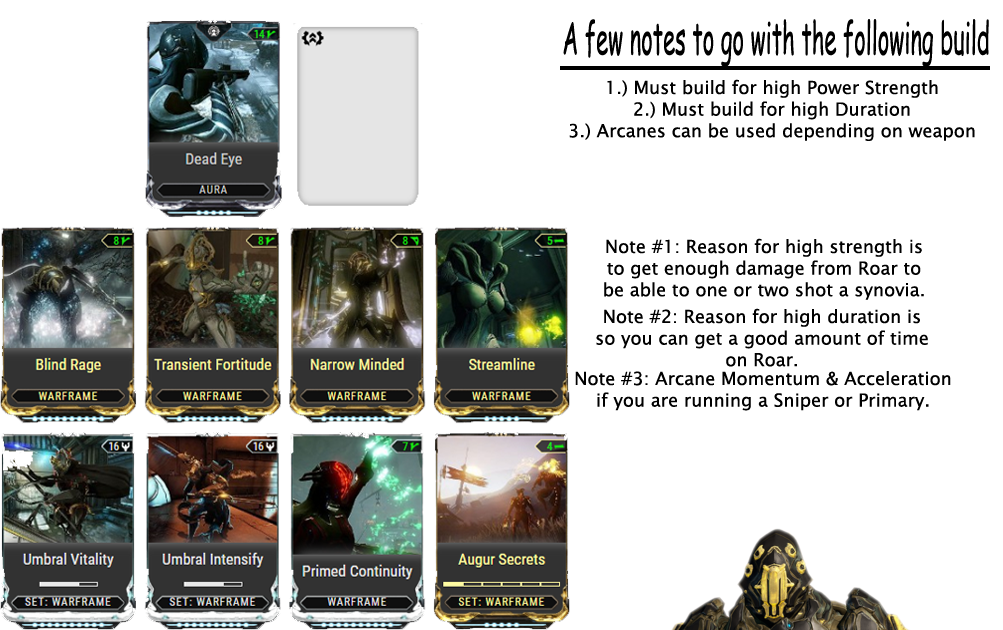 A few notes to go with the following build
1.) Must build for high Power Strength
2.) Must build for high Duration
3.) Arcanes can be used depending on weapon
14
Dead Eye
AURA
8
Blind Rage
WARFRAME
8
Transient Fortitude
WARFRAME
8
Narrow Minded
WARFRAME
5
Streamline
WARFRAME
Note #1: Reason for high strength is
to get enough damage from Roar to
be able to one or two shot a synovia.
Note #2: Reason for high duration is
so you can get a good amount of time
on Roar.
Note #3: Arcane Momentum & Acceleration
if you are running a Sniper or Primary.
16
Umbral Vitality
SET: WARFRAME
16
Umbral Intensify
SET: WARFRAME
7
Primed Continuity
WARFRAME
4
Augur Secrets
SET: WARFRAME